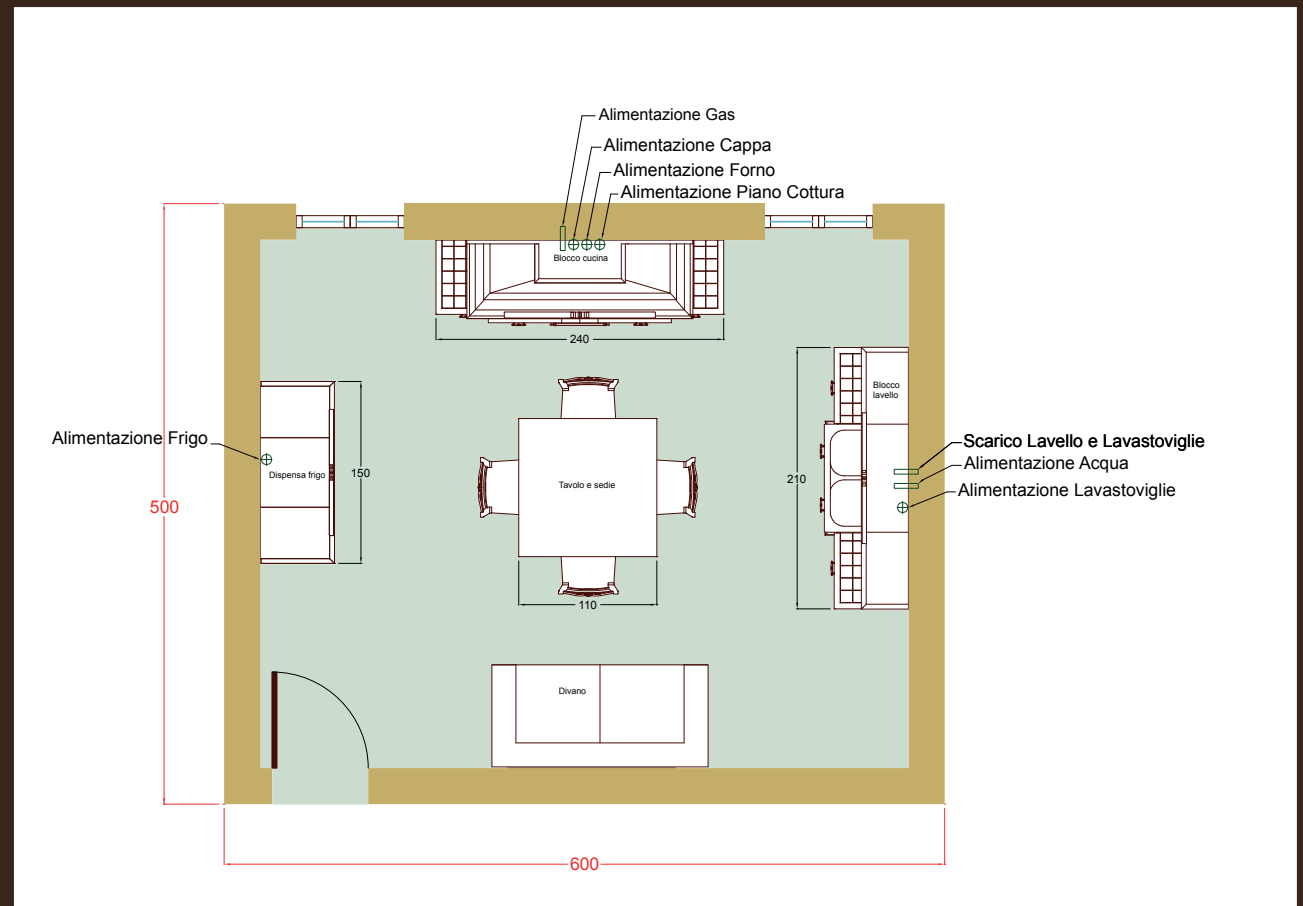 Alimentazione Gas
Alimentazione Cappa
Alimentazione Forno
Alimentazione Piano Cottura
Blocco cucina
240
Blocco
lavello
Alimentazione Frigo
Dispensa frigo
150
500
Tavolo e sedie
110
210
Scarico Lavello e Lavastoviglie
Alimentazione Acqua
Alimentazione Lavastoviglie
Divano
600